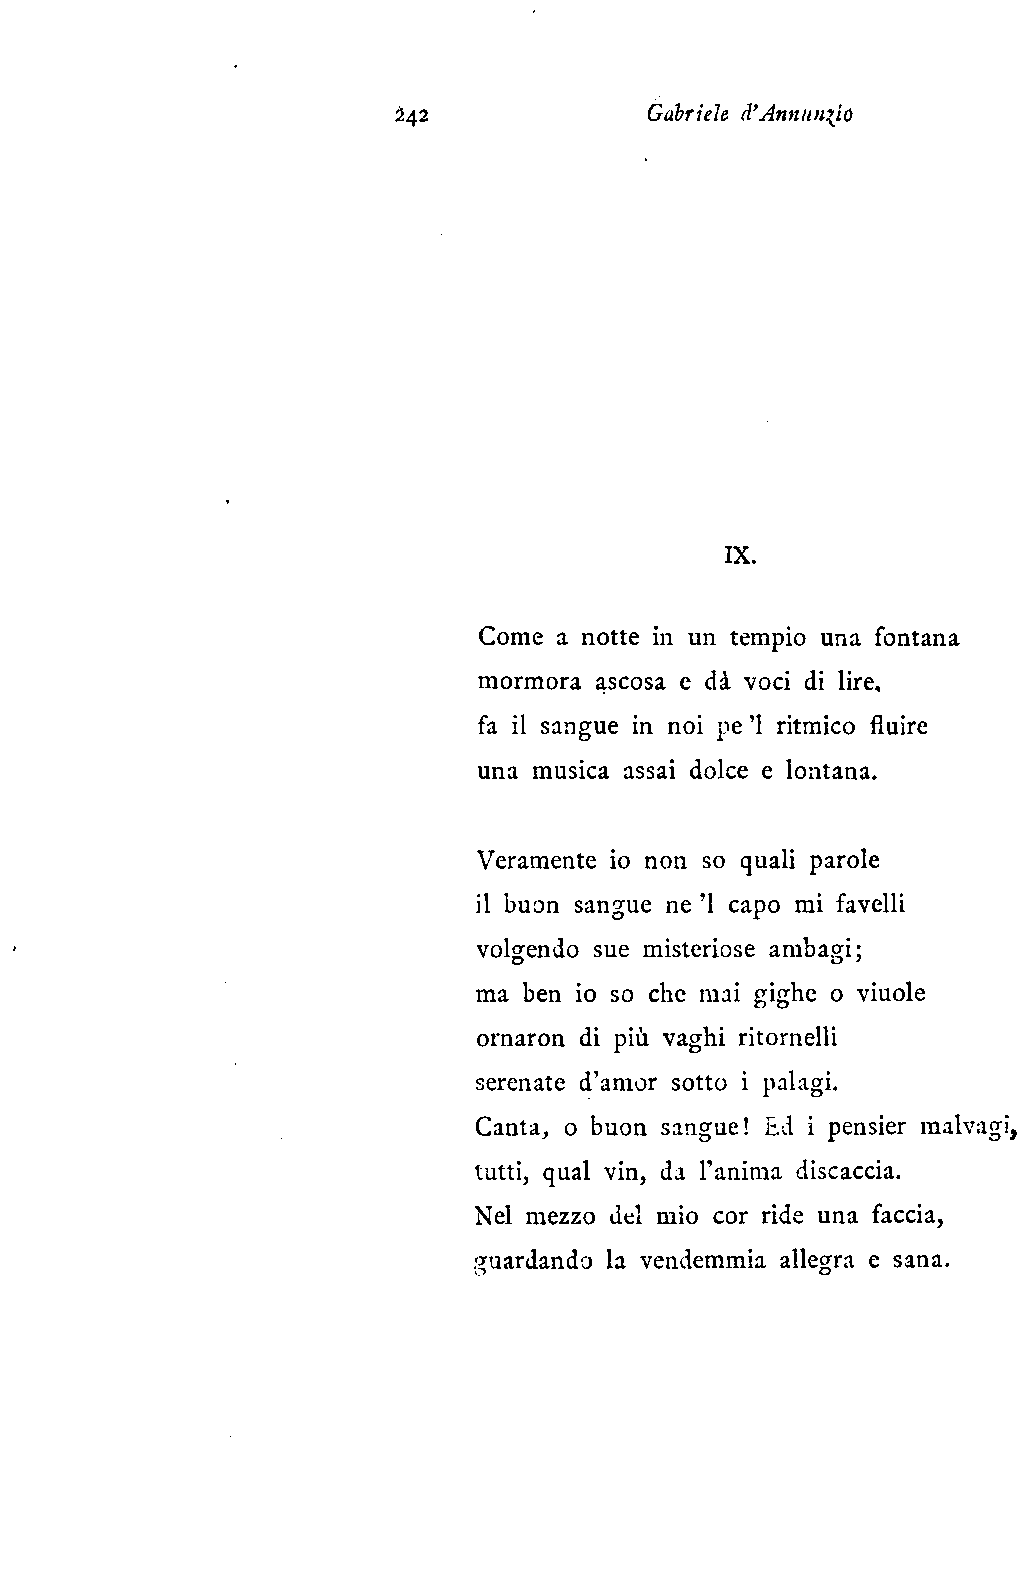 242 Gabriele d'Annunzio
IX.
Come a notte in un tempio una fontana
mormora ascosa e dà voci di lire,
fa il sangue in noi pe 'l ritmico fluire
una musica assai dolce e lontana.
Veramente io non so quali parole
il buon sangue ne 'l capo mi favelli
volgendo sue misteriose ambagi;
ma ben io so che mai gighe o viuole
ornaron di più vaghi ritornelli
serenate d'amor sotto i palagi.
Canta, o buon sangue! Ed i pensier malvagi,
tutti, qual vin, da l'anima discaccia.
Nel mezzo del mio cor ride una faccia,
guardando la vendemmia allegra e sana.